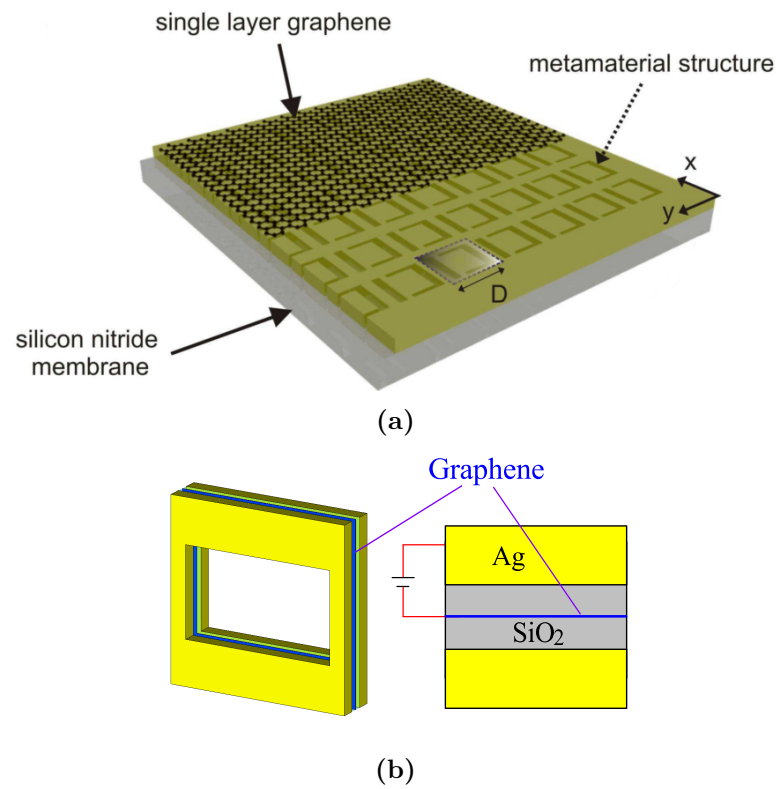 single layer graphene
metamaterial structure
x
y
D
silicon nitride
membrane
(a)
Graphene
Ag
SiO2
(b)